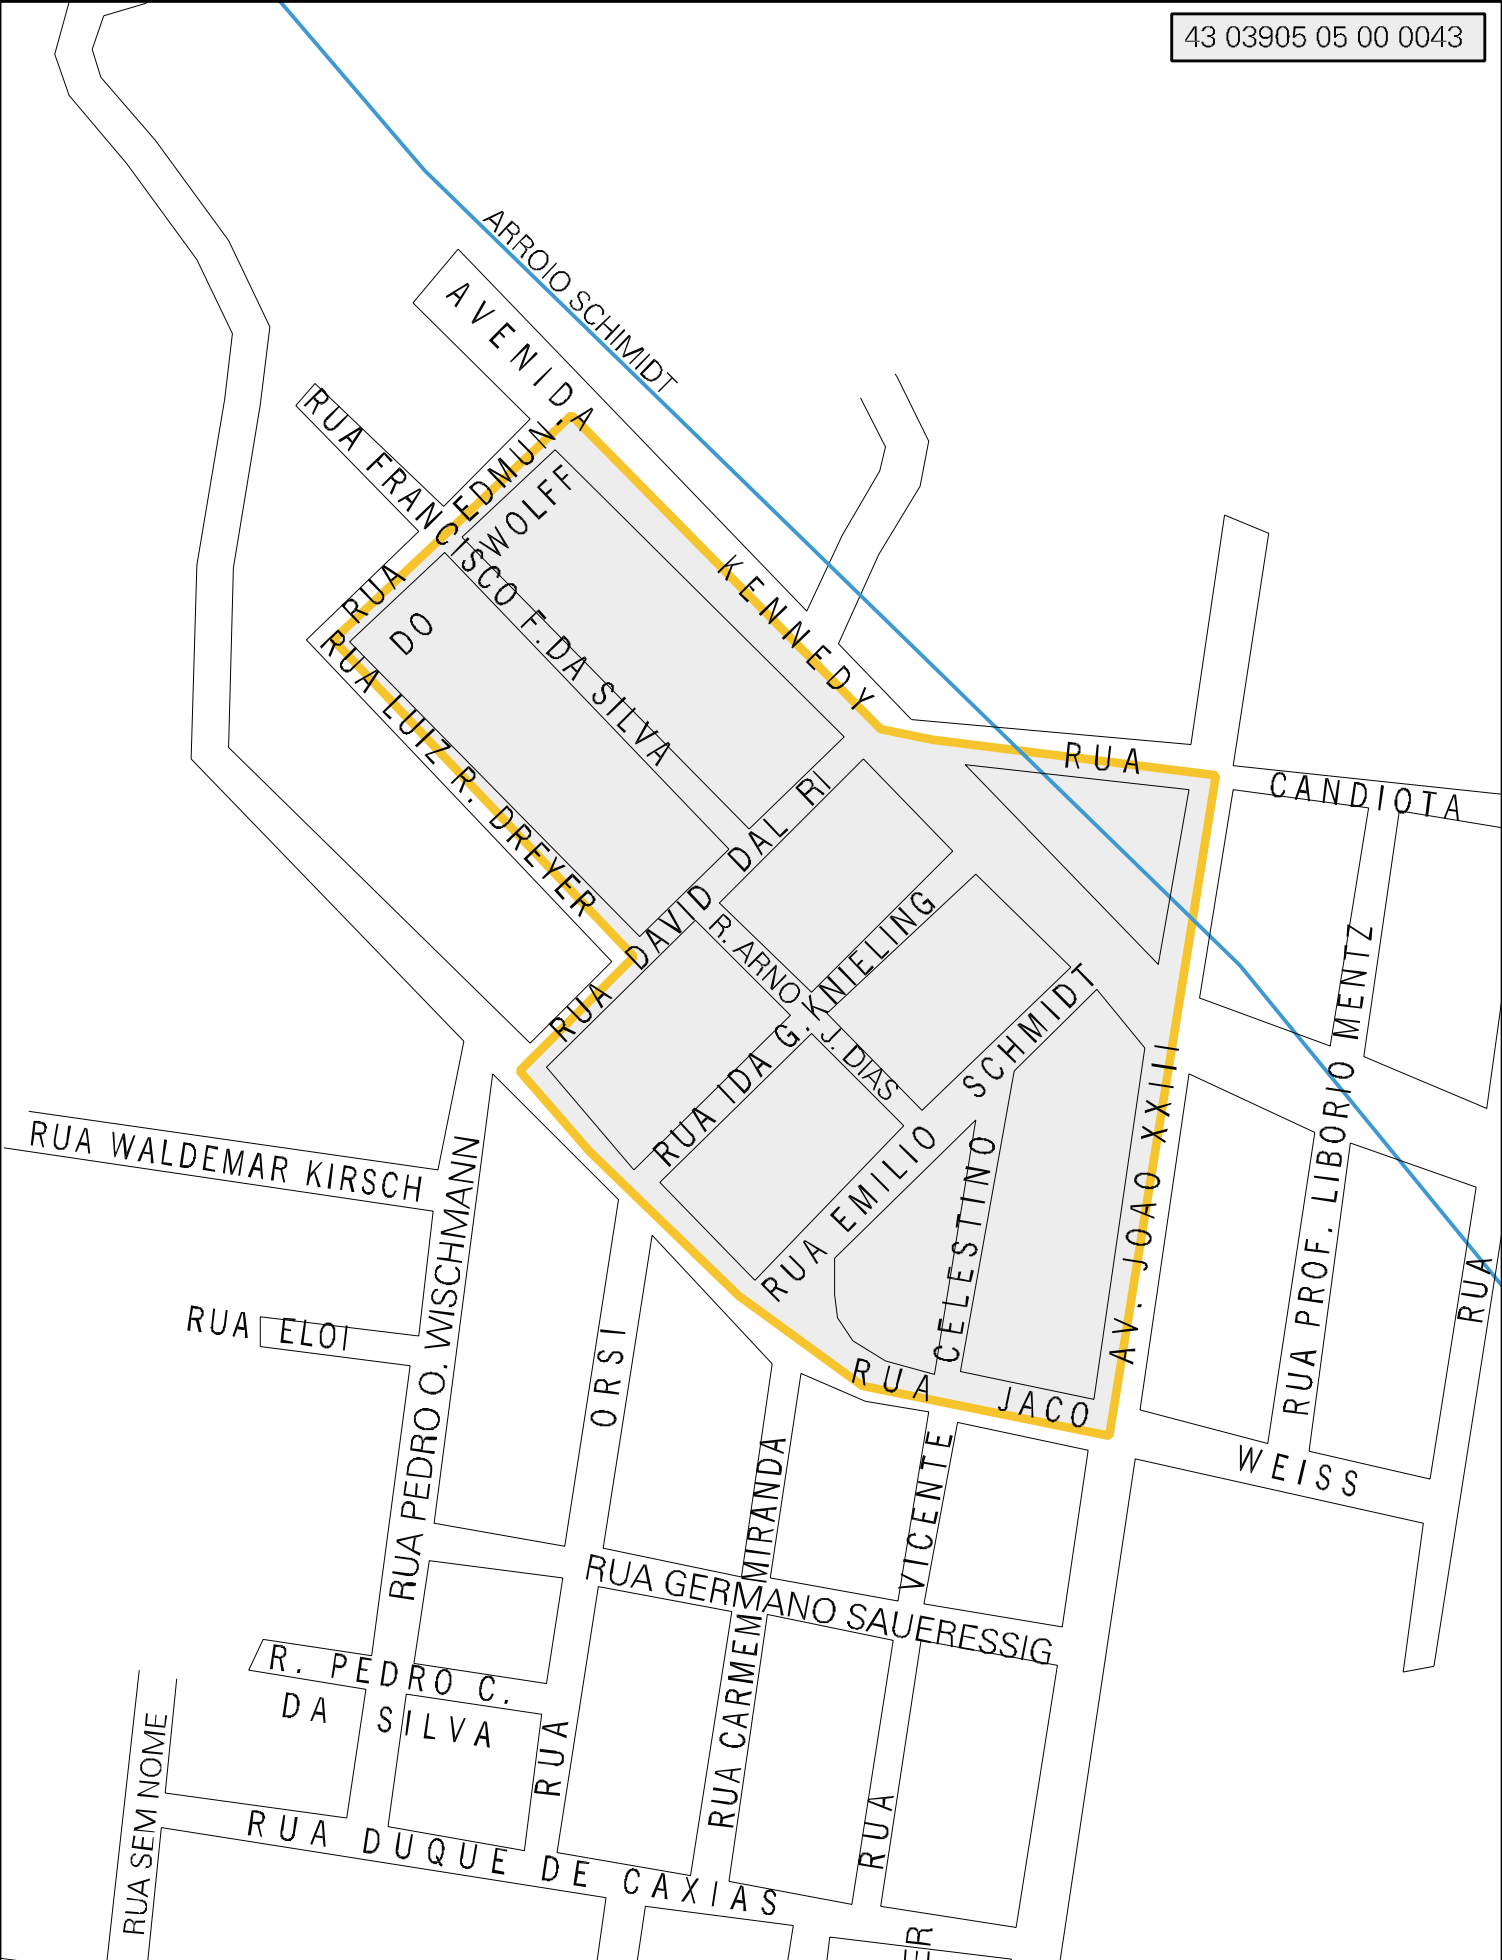 43 03905 05 00 0043
ARROIO SCHIMIDT
AVENIDA
KENNEDY
RUA EDMUN.
DO WOLFF
RUA FRANCISCO F. DA SILVA
RUA LUIZ R. DREYER
RUA DAVID DAL RI
RUA
CANDIOTA
R. ARNO J. DIAS
RUA IDA G. KNIELING
RUA EMILIO SCHMIDT
AV. JOAO XXIII
RUA PROF. LIBORIO MENTZ
RUA
RUA WALDEMAR KIRSCH
RUA PEDRO O. WISCHMANN
RUA ELOI
RUA ORSI
RUA VICENTE CELESTINO
RUA JACO
WEISS
RUA CARMEM MIRANDA
RUA GERMANO SAUERESSIG
R. PEDRO C.
DA SILVA
RUA SEM NOME
RUA DUQUE DE CAXIAS
ER